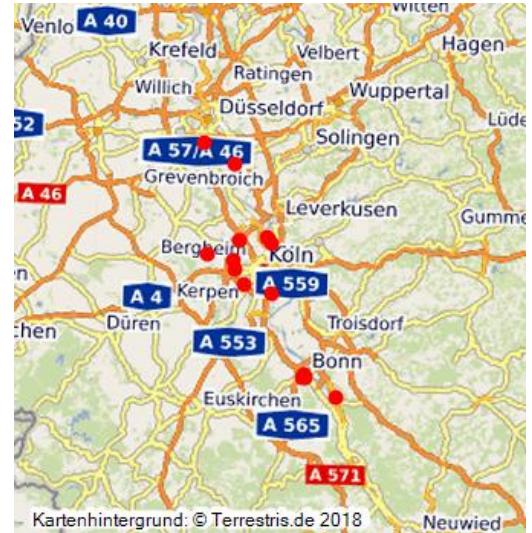 Witten
Venlo
A 40
Krefeld
Velbert
Hagen
Ratingen
Willich
Wuppertal
Düsseldorf
52
Lüde
Solingen
A 57/A 46
Grevenbroich
A 46
Leverkusen
Gumme
Bergheim
Köln
en
Kerpen
A 559
A 4
chen
Düren
Troisdorf
A 553
Bonn
Euskirchen
A 565
A 571
Kartenhintergrund: © Terrestris.de 2018
Neuwied